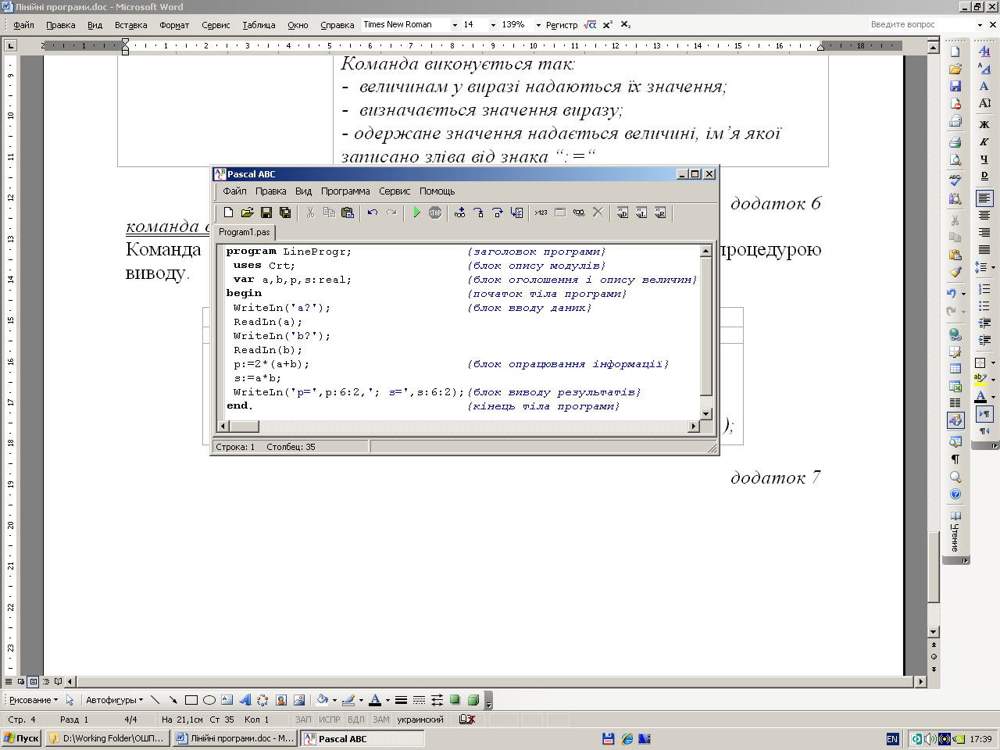 Лінійні програми.doc - Microsoft Word
Файл Правка Вид Вставка Формат Сервис Таблица Окно Справка Times New Roman 14 139% Регистр Введите вопрос
Команда виконується так:
- величинам у виразі надаються їх значення;
- визначається значення виразу;
- одержане значення надається величині, ім’я якої
записано зліва від знака “:=“
додаток 6
команда в
Команда процедурою
виводу.
);
додаток 7
Pascal ABC
Файл Правка Вид Программа Сервис Помощь
Program1.pas
program LineProgr; {заголовок програми}
uses Crt; {блок опису модулів}
var a,b,p,s:real; {блок оголошення і опису величин}
begin {початок тіла програми}
WriteLn('a?'); {блок вводу даних}
ReadLn(a);
WriteLn('b?');
ReadLn(b);
p:=2*(a+b); {блок опрацювання інформації}
s:=a*b;
WriteLn('p=',p:6:2,'; s=',s:6:2); {блок виводу результатів}
end. {кінець тіла програми}
Строка: 1 Столбец: 35
Чтение
Рисование Автофигуры
Стр. 4 Разд 1 4/4 На 21,1см Ст 35 Кол 1 ЗАП ИСПР ВДЛ ЗАМ украинский
Пуск D:\Working Folder\ОШП... Лінійні програми.doc - M... Pascal ABC EN 17:39